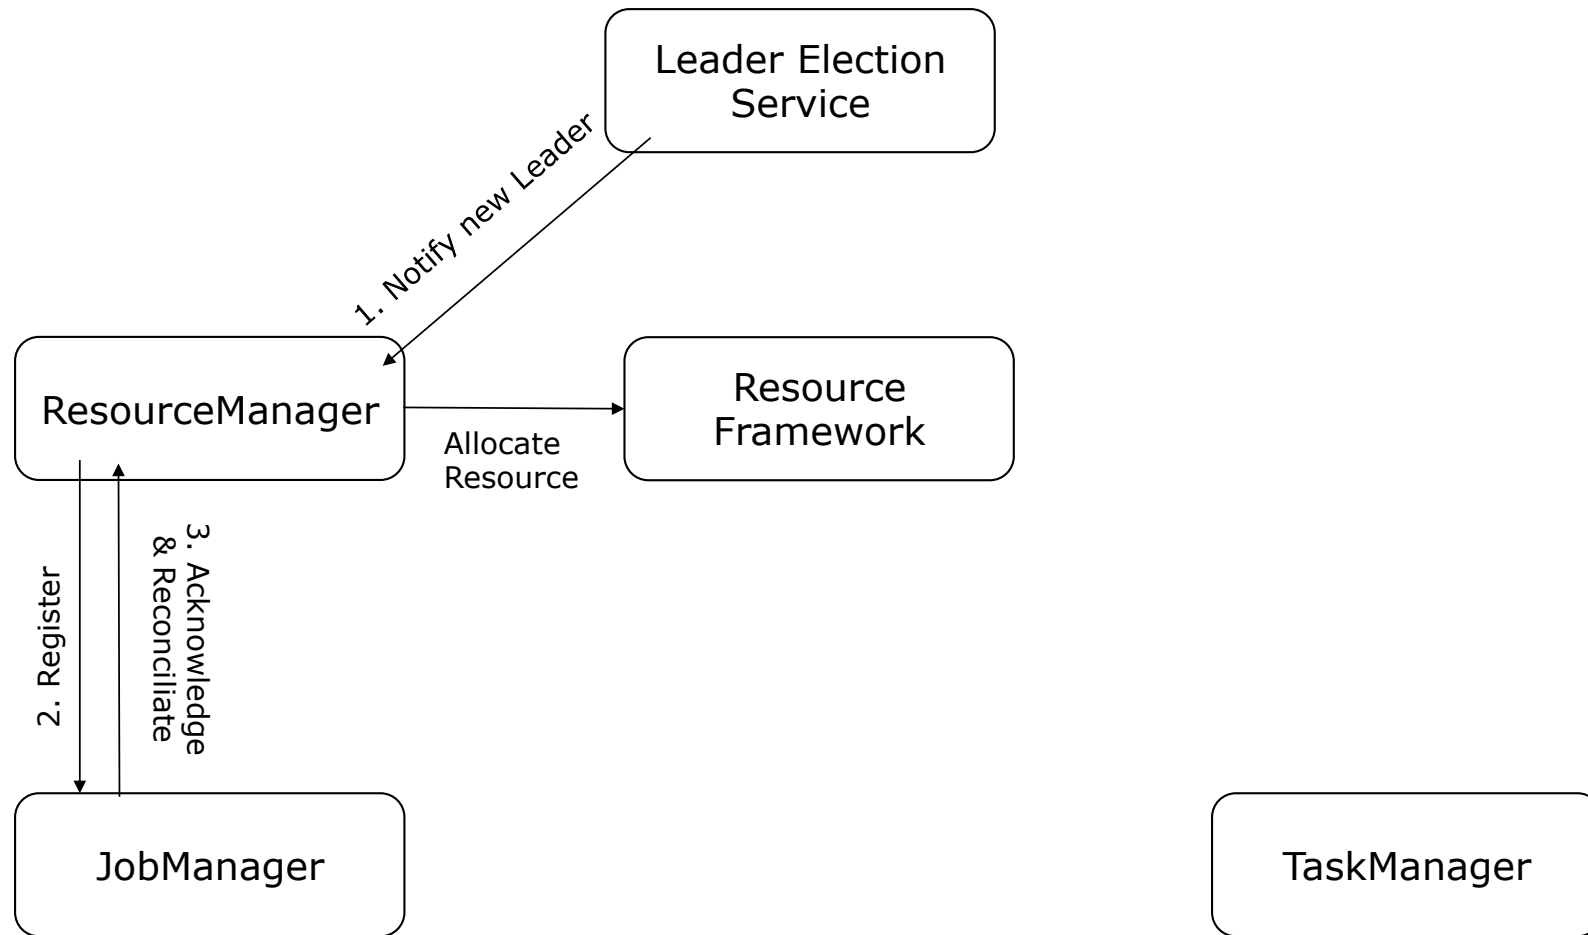 Leader Election
Service
1. Notify new Leader
ResourceManager
Resource
Framework
Allocate
Resource
2. Register
3. Acknowledge
& Reconciliate
JobManager
TaskManager